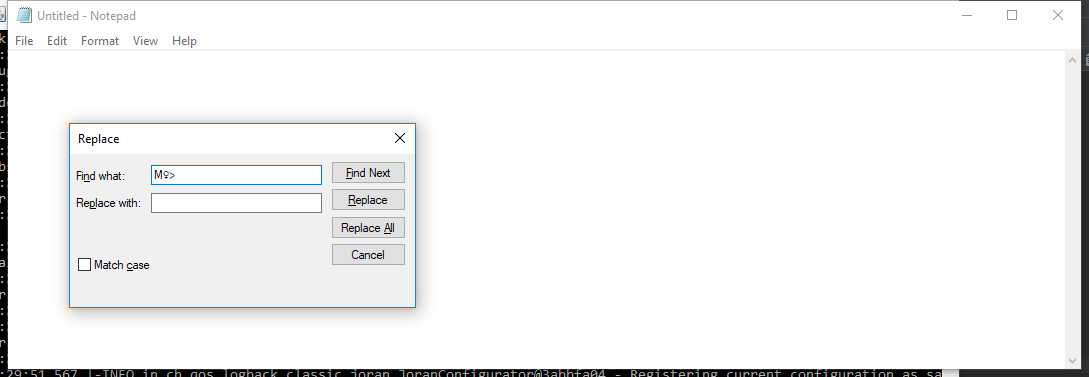 Untitled - Notepad
File Edit Format View Help
Replace
Find what: M♀> Find Next
Replace with: Replace
Replace All
Match case Cancel
:29:51,567 |-INFO in ch.qos.logback.classic.joran.JoranConfigurator@3abbfa04 - Registering current configuration as sa